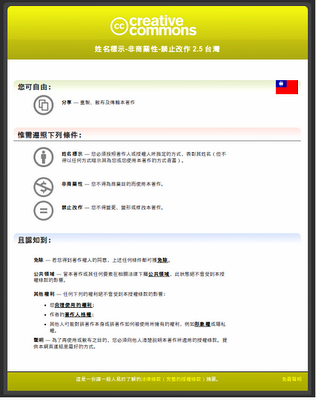 creative
commons
姓名標示-非商業性-禁止改作 2.5 台灣
您可自由:
分享 — 重製、散布及傳輸本著作
惟需遵照下列條件:
姓名標示 — 您必須按照著作人或授權人所指定的方式,表彰其姓名(但不
得以任何方式暗示其為您或您使用本著作的方式背書)。
非商業性 — 您不得為商業目的而使用本著作。
禁止改作 — 您不得變更、變形或修改本著作。
且認知到:
免除 — 若您得到著作權人的同意,上述任何條件都可獲免除。
公共領域 — 當本著作或其任何要素在相關法律下屬公共領域,此狀態絕不會受到本授
權條款的影響。
其他權利 — 任何下列的權利絕不會受到本授權條款的影響:
您合理使用的權利;
作者的著作人格權;
其他人可能對該著作本身或該著作如何被使用所擁有的權利,例如形象權或隱私
權。
聲明 — 為了再使用或散布之目的,您必須向他人清楚說明本著作所適用的授權條款。提
供本網頁連結是最好的方式。
這是一份讓一般人易於了解的法律條款(完整的授權條款)摘要。
免責聲明